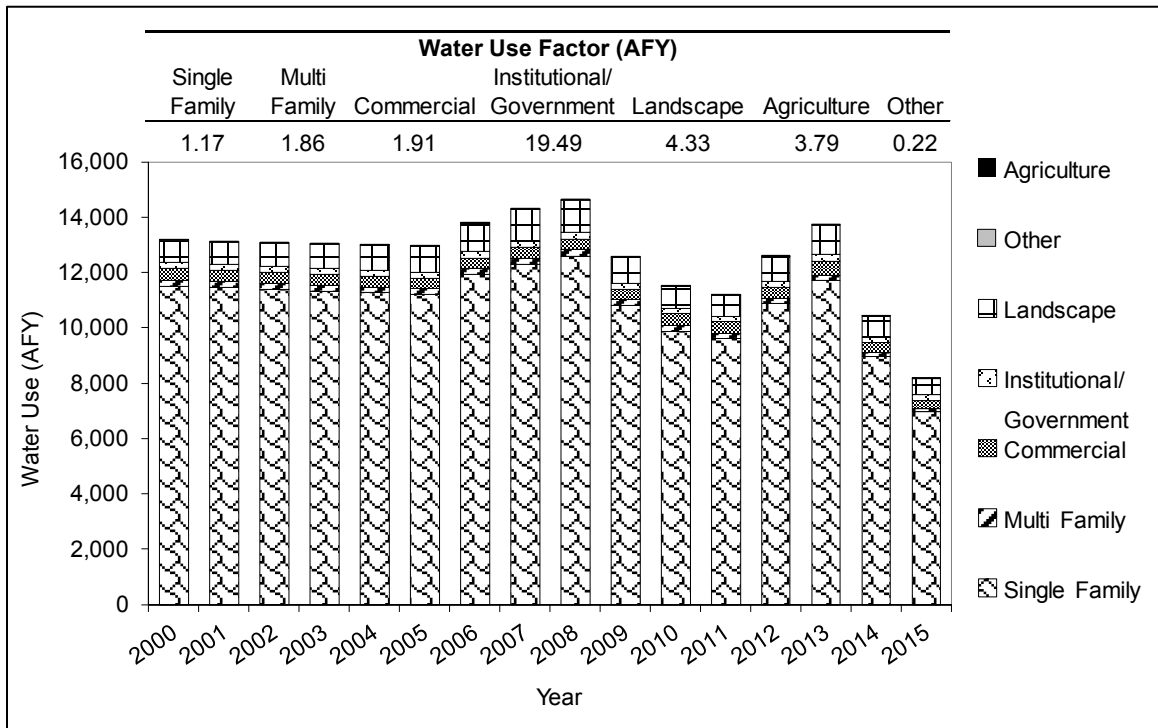 Water Use Factor (AFY)
Single Family Multi Family Commercial Institutional/ Government Landscape Agriculture Other
1.17 1.86 1.91 19.49 4.33 3.79 0.22
16,000
14,000
12,000
10,000
8,000
6,000
4,000
2,000
0
Water Use (AFY)
2000 2001 2002 2003 2004 2005 2006 2007 2008 2009 2010 2011 2012 2013 2014 2015
Year
Agriculture
Other
Landscape
Institutional/
Government
Commercial
Multi Family
Single Family